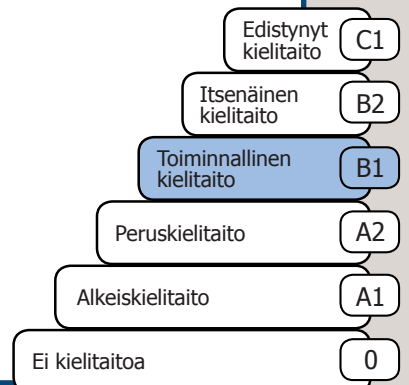 Edistynyt
kielitaito C1
Itsenäinen
kielitaito B2
Toiminnallinen
kielitaito B1
Peruskielitaito A2
Alkeiskielitaito A1
Ei kielitaitoa 0